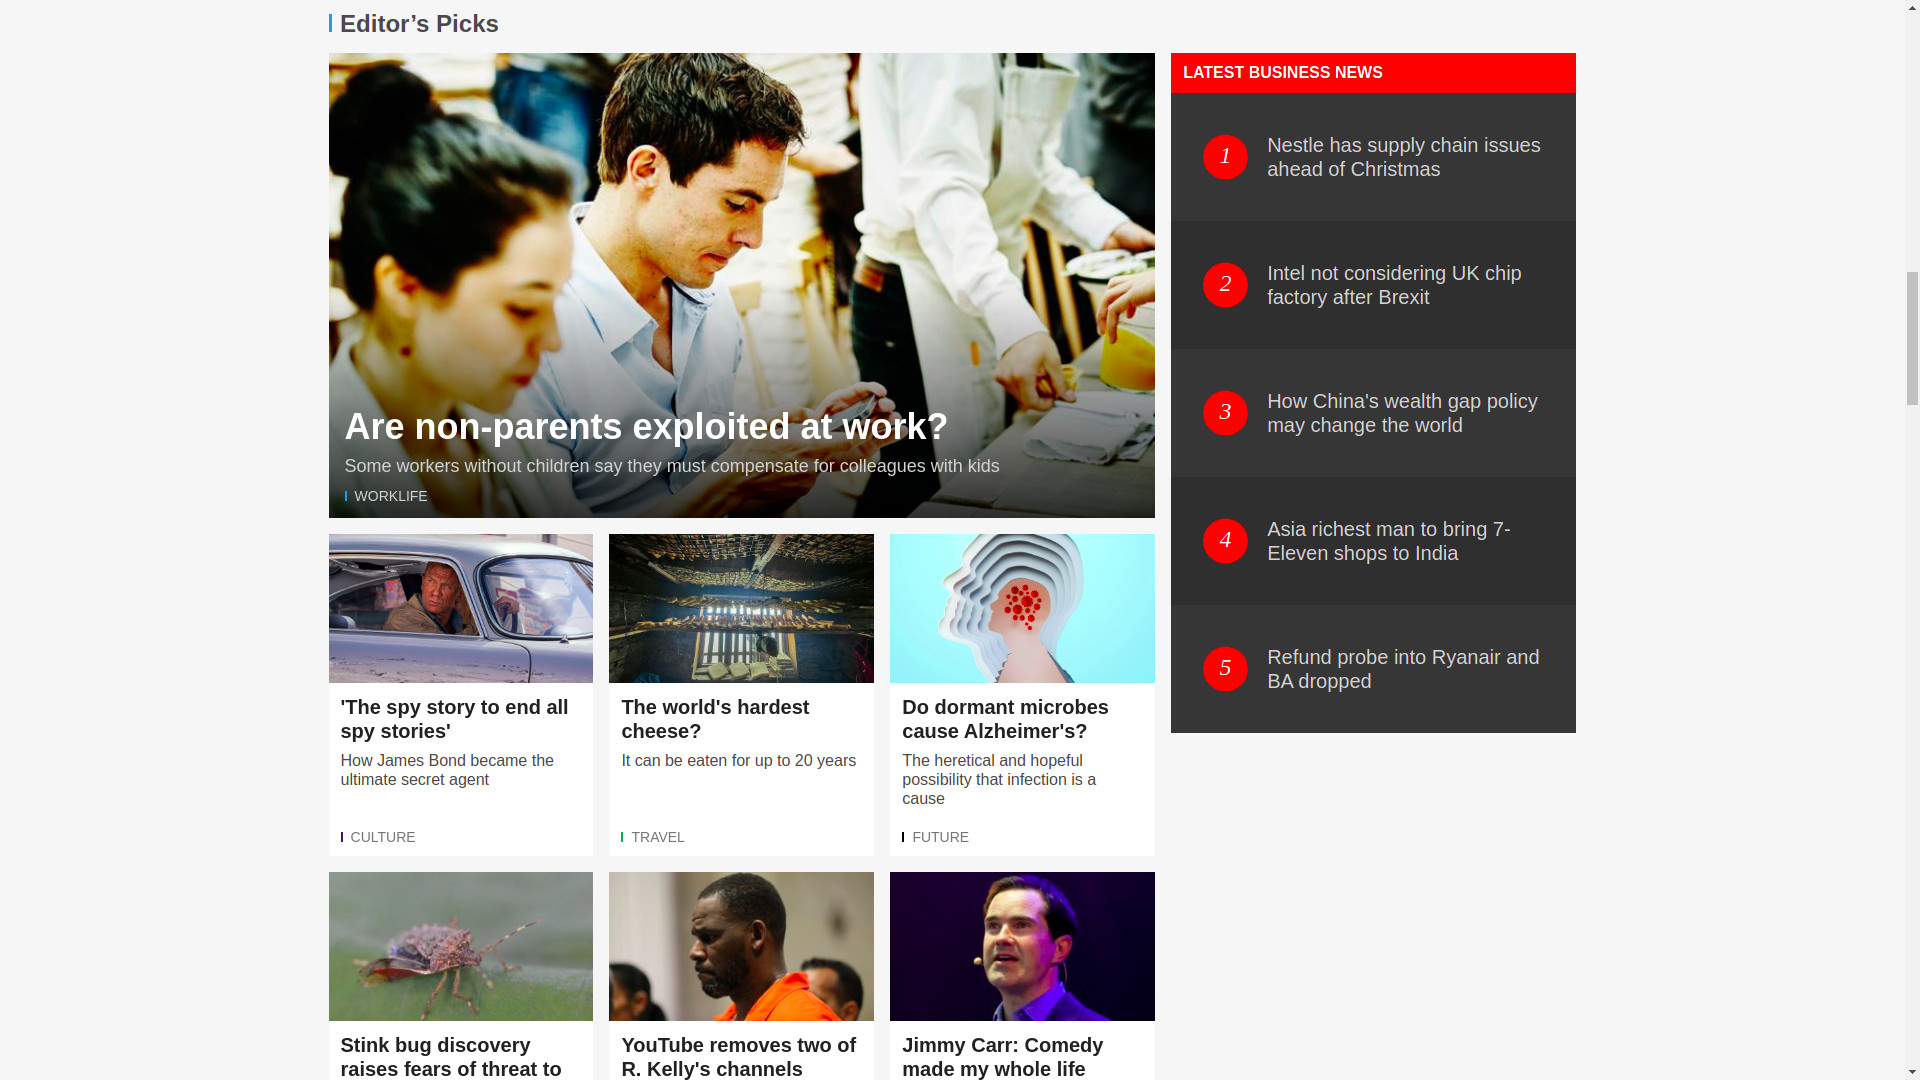 Editor’s Picks
Are non-parents exploited at work?
Some workers without children say they must compensate for colleagues with kids
WORKLIFE
'The spy story to end all
spy stories'
How James Bond became the
ultimate secret agent
CULTURE
The world's hardest
cheese?
It can be eaten for up to 20 years
TRAVEL
Do dormant microbes
cause Alzheimer's?
The heretical and hopeful
possibility that infection is a
cause
FUTURE
Stink bug discovery
raises fears of threat to
YouTube removes two of
R. Kelly's channels
Jimmy Carr: Comedy
made my whole life
LATEST BUSINESS NEWS
1
Nestle has supply chain issues
ahead of Christmas
2
Intel not considering UK chip
factory after Brexit
3
How China's wealth gap policy
may change the world
4
Asia richest man to bring 7-
Eleven shops to India
5
Refund probe into Ryanair and
BA dropped